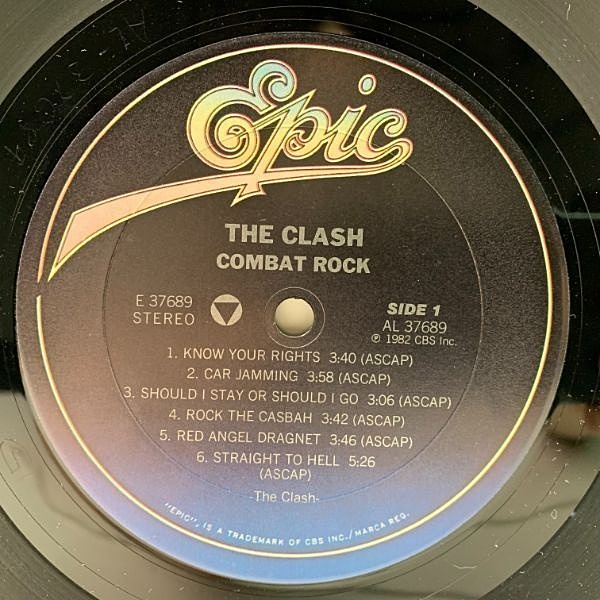 Epic
THE CLASH
COMBAT ROCK
E 37689
STEREO
SIDE 1
AL 37689
℗ 1982 CBS Inc.
1. KNOW YOUR RIGHTS 3:40 (ASCAP)
2. CAR JAMMING 3:58 (ASCAP)
3. SHOULD I STAY OR SHOULD I GO 3:06 (ASCAP)
4. ROCK THE CASBAH 3:42 (ASCAP)
5. RED ANGEL DRAGNET 3:46 (ASCAP)
6. STRAIGHT TO HELL 5:26
(ASCAP)
-The Clash-
"EPIC", IS A TRADEMARK OF CBS INC./MARCA REG.